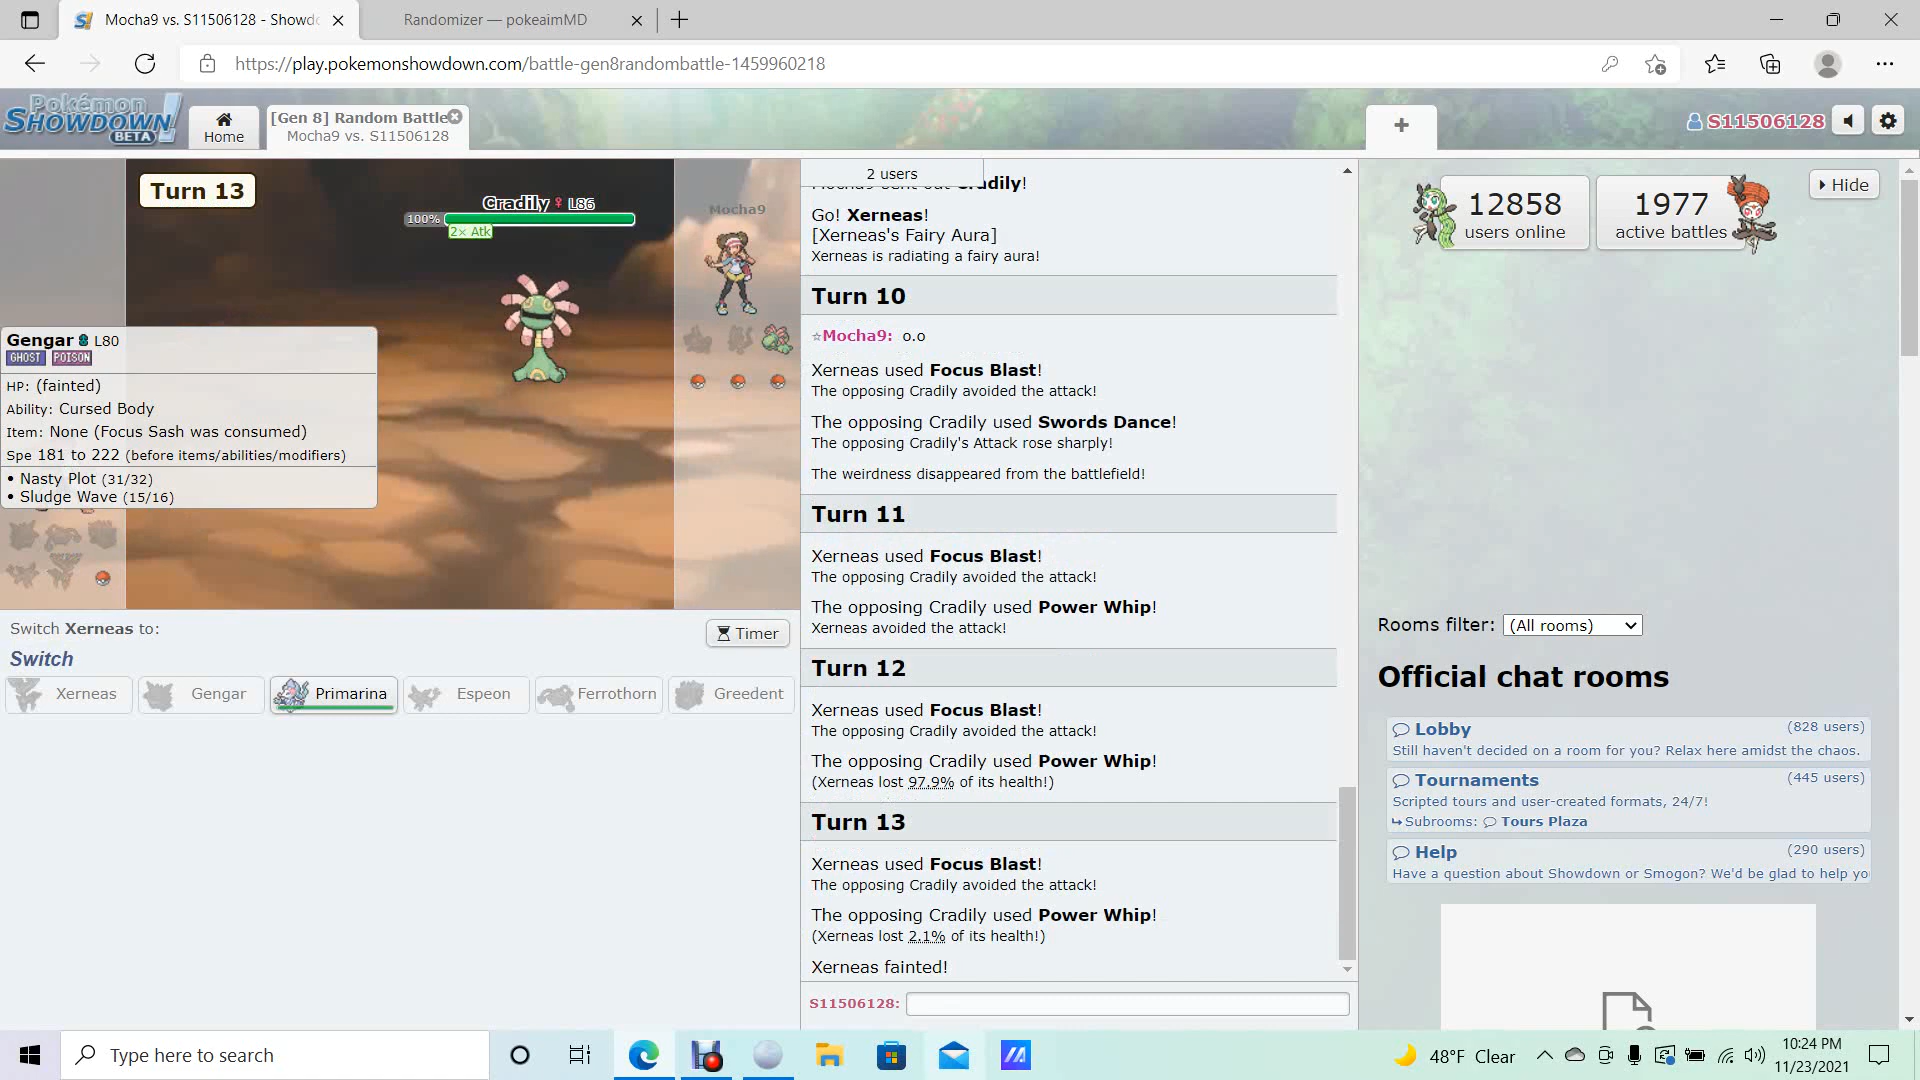 Mocha9 vs. S11506128 - Showdo
Randomizer — pokeaimMD
https://play.pokemonshowdown.com/battle-gen8randombattle-1459960218
Pokémon
SHOWDOWN!
BETA
Home
[Gen 8] Random Battle
Mocha9 vs. S11506128
+
S11506128
Turn 13
Cradily ♀ L86
100%
2× Atk
Mocha9
Gengar L80
GHOST POISON
HP: (fainted)
Ability: Cursed Body
Item: None (Focus Sash was consumed)
Spe 181 to 222 (before items/abilities/modifiers)
• Nasty Plot (31/32)
• Sludge Wave (15/16)
Switch Xerneas to:
Timer
Switch
Xerneas
Gengar
Primarina
Espeon
Ferrothorn
Greedent
2 users
Mocha9 sent out Cradily!
Go! Xerneas!
[Xerneas's Fairy Aura]
Xerneas is radiating a fairy aura!
Turn 10
☆Mocha9: o.o
Xerneas used Focus Blast!
The opposing Cradily avoided the attack!
The opposing Cradily used Swords Dance!
The opposing Cradily's Attack rose sharply!
The weirdness disappeared from the battlefield!
Turn 11
Xerneas used Focus Blast!
The opposing Cradily avoided the attack!
The opposing Cradily used Power Whip!
Xerneas avoided the attack!
Turn 12
Xerneas used Focus Blast!
The opposing Cradily avoided the attack!
The opposing Cradily used Power Whip!
(Xerneas lost 97.9% of its health!)
Turn 13
Xerneas used Focus Blast!
The opposing Cradily avoided the attack!
The opposing Cradily used Power Whip!
(Xerneas lost 2.1% of its health!)
Xerneas fainted!
S11506128:
12858
users online
1977
active battles
Hide
Rooms filter: (All rooms)
Official chat rooms
Lobby (828 users)
Still haven't decided on a room for you? Relax here amidst the chaos.
Tournaments (445 users)
Scripted tours and user-created formats, 24/7!
↳Subrooms: Tours Plaza
Help (290 users)
Have a question about Showdown or Smogon? We'd be glad to help yo
Type here to search
48°F Clear
10:24 PM
11/23/2021